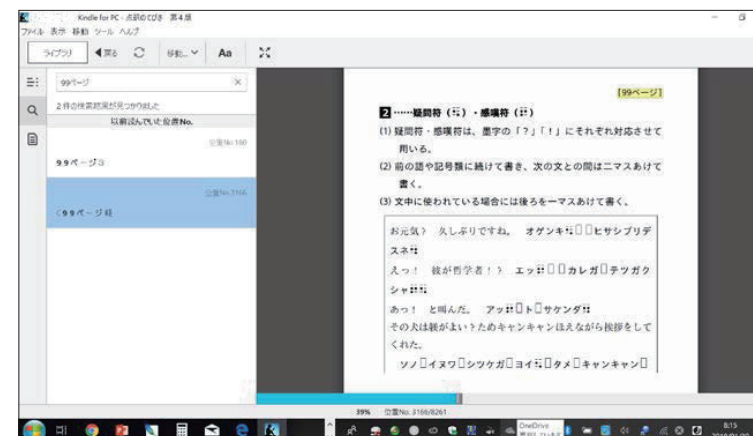 Kindle for PC - 点訳のてびき 第4版
ファイル 表示 移動 ツール ヘルプ
ライブラリ 戻る 移動... Aa
99ページ ×
2件の検索結果が見つかりました
以前読んでいた位置No.
位置No. 160
99ページ
位置No. 3166
99ページ
[99ページ]
2 ……疑問符(⠢)・感嘆符(⠖)
(1) 疑問符・感嘆符は、墨字の「?」「!」にそれぞれ対応させて
用いる。
(2) 前の語や記号類に続けて書き、次の文との間は二マスあけて
書く。
(3) 文中に使われている場合には後ろを一マスあけて書く。
お元気? 久しぶりですね。 オゲンキ⠢□□ヒサシブリデ
スネ⠲
えっ! 彼が哲学者!? エッ⠖□□カレガ□テツガク
シャ⠖⠢
あっ! と叫んだ。 アッ⠖□ト□サケンダ⠲
その犬は躾がよい?ためキャンキャンほえながら挨拶をして
くれた。
ソノ□イヌワ□シツケガ□ヨイ⠢□タメ□キャンキャン□
39% 位置No. 3166/8261
OneDrive
8:15